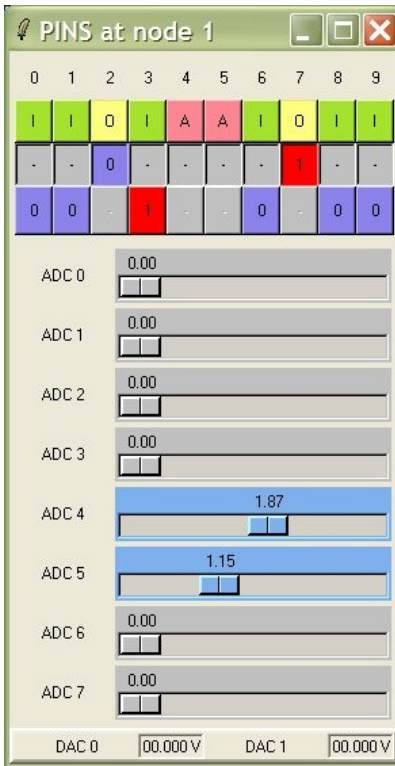 PINS at node 1
0 1 2 3 4 5 6 7 8 9
I I O I A A I O I I
- - 0 - - - - 1 - -
0 0 - 1 - - 0 - 0 0
0.00
ADC 0
0.00
ADC 1
0.00
ADC 2
0.00
ADC 3
1.87
ADC 4
1.15
ADC 5
0.00
ADC 6
0.00
ADC 7
DAC 0 00.000 V DAC 1 00.000 V